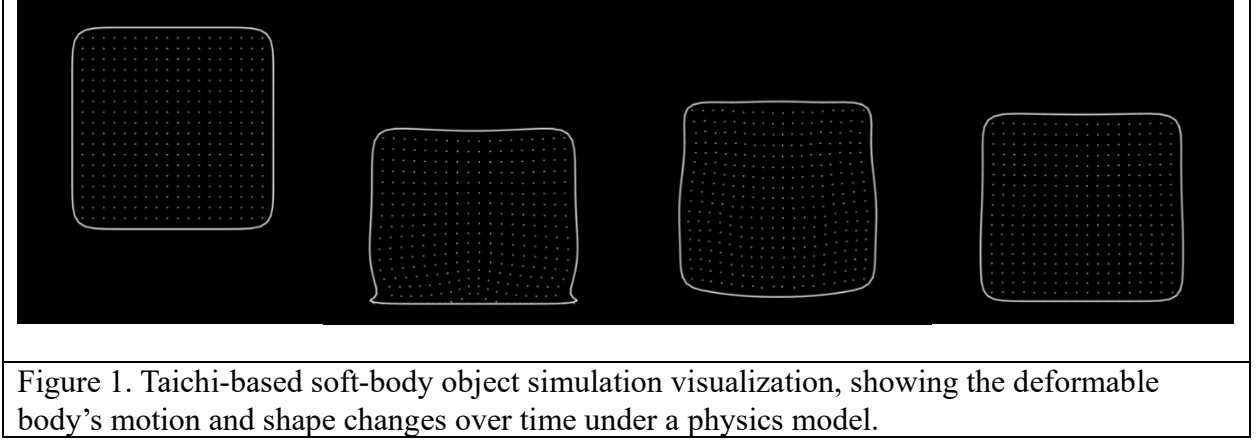 Figure 1. Taichi-based soft-body object simulation visualization, showing the deformable
body’s motion and shape changes over time under a physics model.